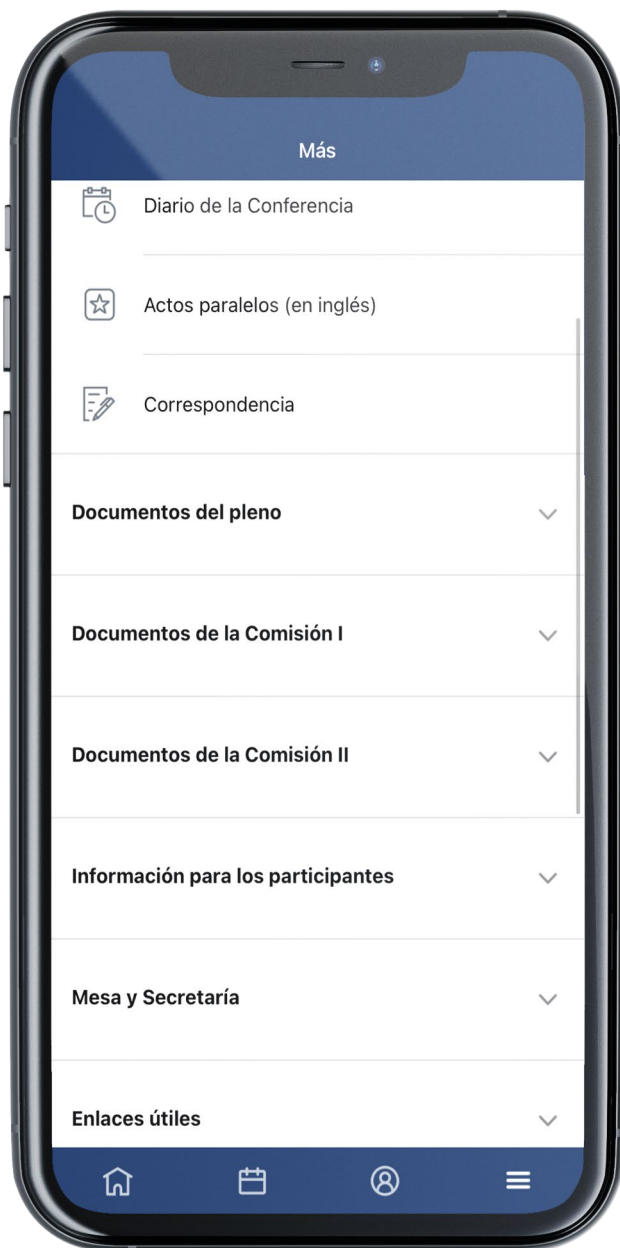 Más
Diario de la Conferencia
Actos paralelos (en inglés)
Correspondencia
Documentos del pleno
Documentos de la Comisión I
Documentos de la Comisión II
Información para los participantes
Mesa y Secretaría
Enlaces útiles